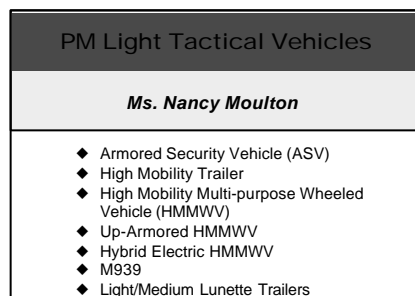 PM Light Tactical Vehicles
Ms. Nancy Moulton
◆ Armored Security Vehicle (ASV)
◆ High Mobility Trailer
◆ High Mobility Multi-purpose Wheeled
Vehicle (HMMWV)
◆ Up-Armored HMMWV
◆ Hybrid Electric HMMWV
◆ M939
◆ Light/Medium Lunette Trailers